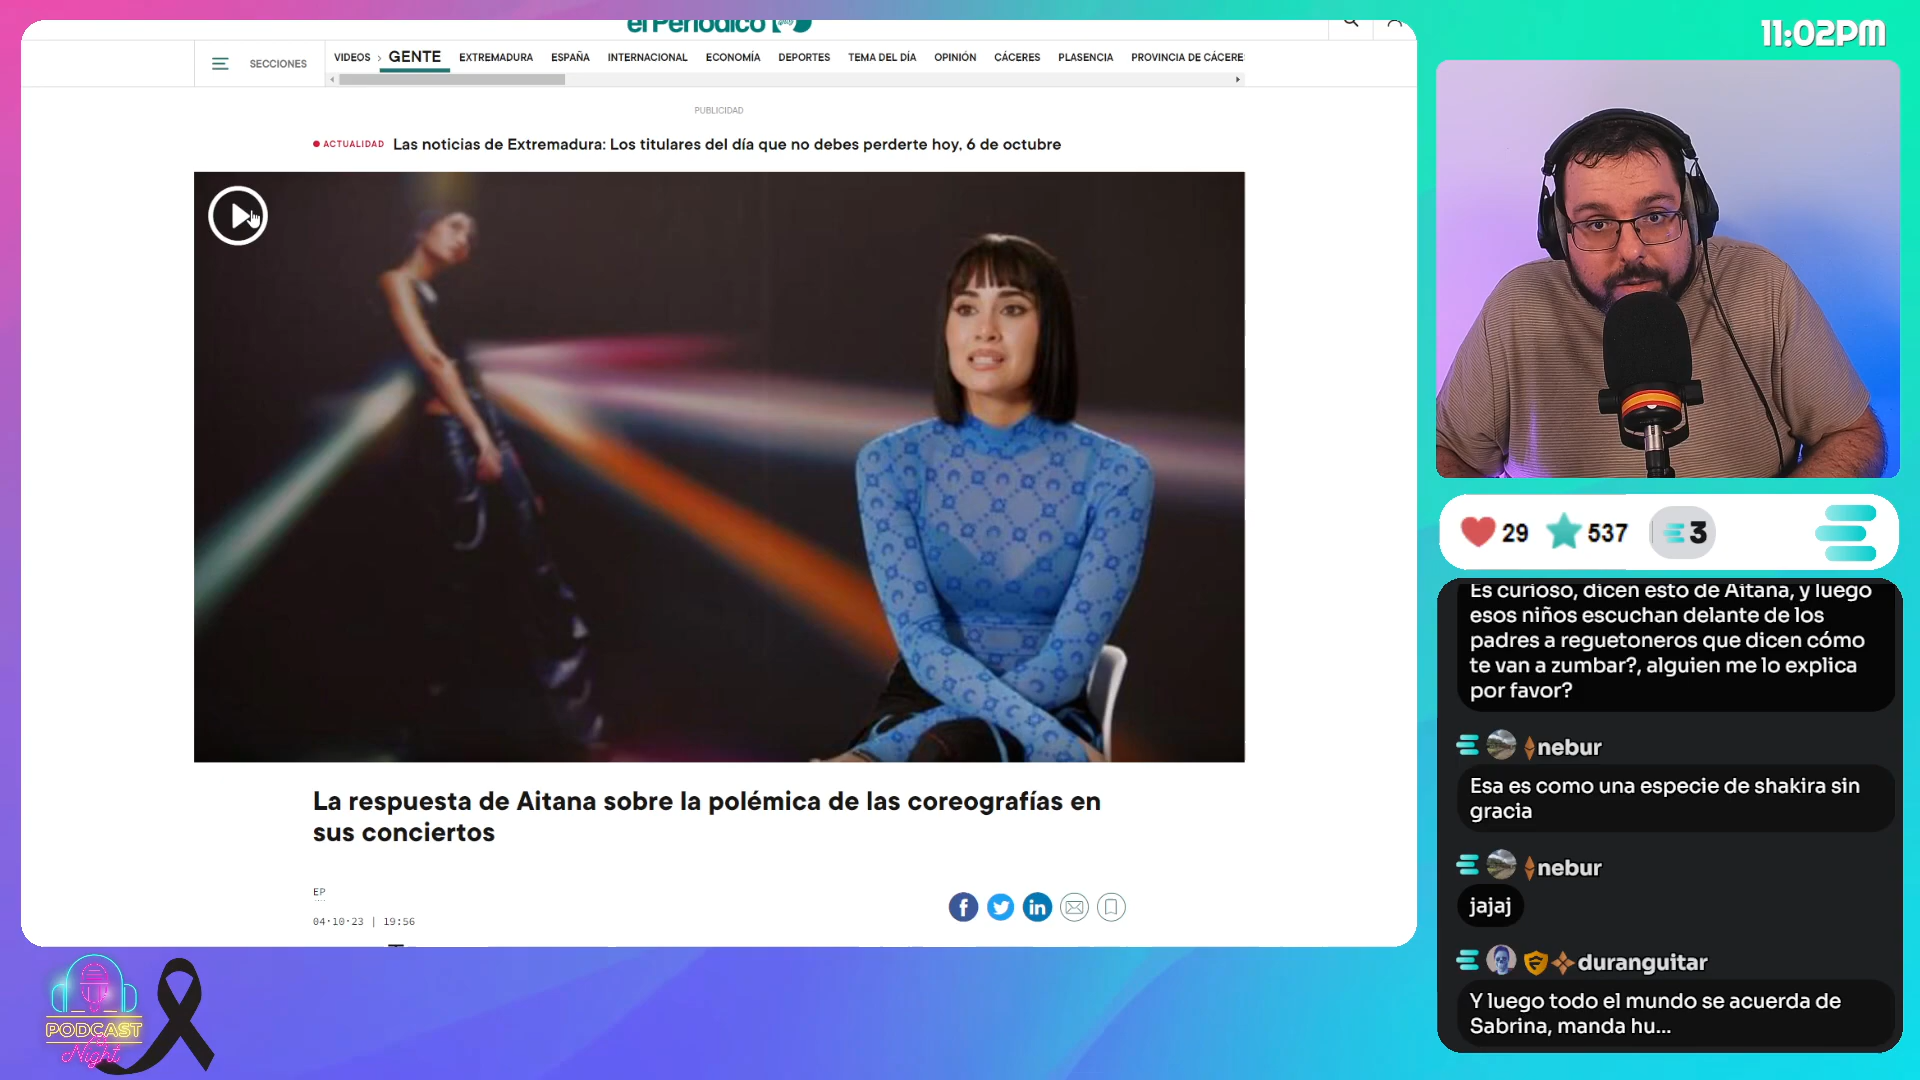 el Periódico
SECCIONES
VIDEOS › GENTE EXTREMADURA ESPAÑA INTERNACIONAL ECONOMÍA DEPORTES TEMA DEL DÍA OPINIÓN CÁCERES PLASENCIA PROVINCIA DE CÁCERE
PUBLICIDAD
ACTUALIDAD Las noticias de Extremadura: Los titulares del día que no debes perderte hoy, 6 de octubre
La respuesta de Aitana sobre la polémica de las coreografías en
sus conciertos
EP
04·10·23 | 19:56
PODCAST
Night
11:02PM
29 537 3
Es curioso, dicen esto de Aitana, y luego
esos niños escuchan delante de los
padres a reguetoneros que dicen cómo
te van a zumbar?, alguien me lo explica
por favor?
nebur
Esa es como una especie de shakira sin
gracia
nebur
jajaj
duranguitar
Y luego todo el mundo se acuerda de
Sabrina, manda hu...